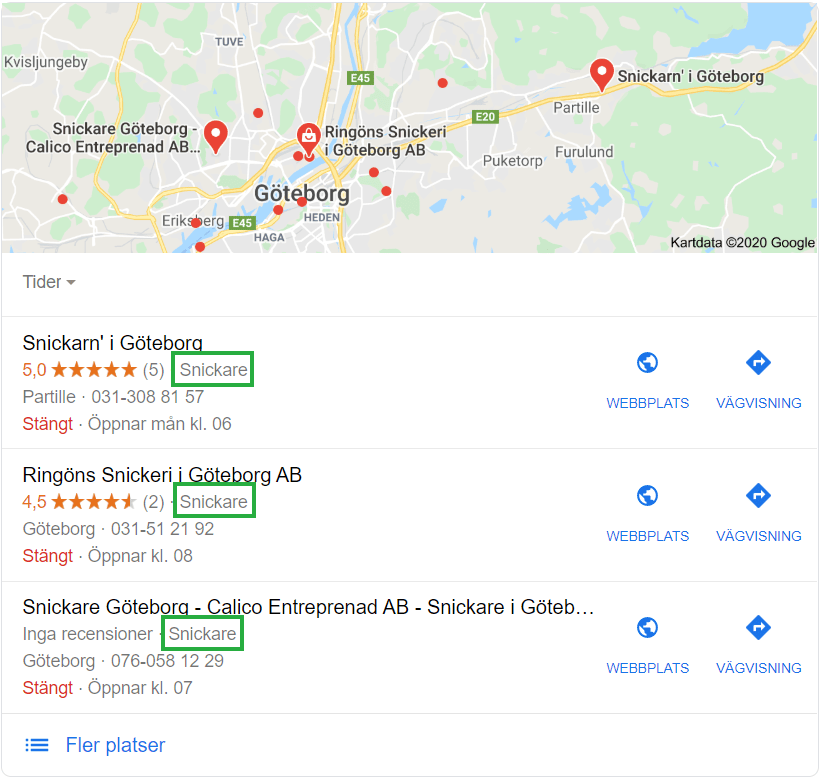 TUVE
Kvisljungeby
E45
Snickarn' i Göteborg
Partille
E20
Snickare Göteborg -
Calico Entreprenad AB...
Ringöns Snickeri
i Göteborg AB
Puketorp
Furulund
Göteborg
Eriksberg
E45
HEDEN
HAGA
Kartdata ©2020 Google
Tider
Snickarn' i Göteborg
5,0 ★★★★★ (5) Snickare
Partille · 031-308 81 57
Stängt · Öppnar mån kl. 06
WEBBPLATS VÄGVISNING
Ringöns Snickeri i Göteborg AB
4,5 (2) · Snickare
Göteborg · 031-51 21 92
Stängt · Öppnar kl. 08
WEBBPLATS VÄGVISNING
Snickare Göteborg - Calico Entreprenad AB - Snickare i Göteb...
Inga recensioner · Snickare
Göteborg · 076-058 12 29
Stängt · Öppnar kl. 07
WEBBPLATS VÄGVISNING
Fler platser